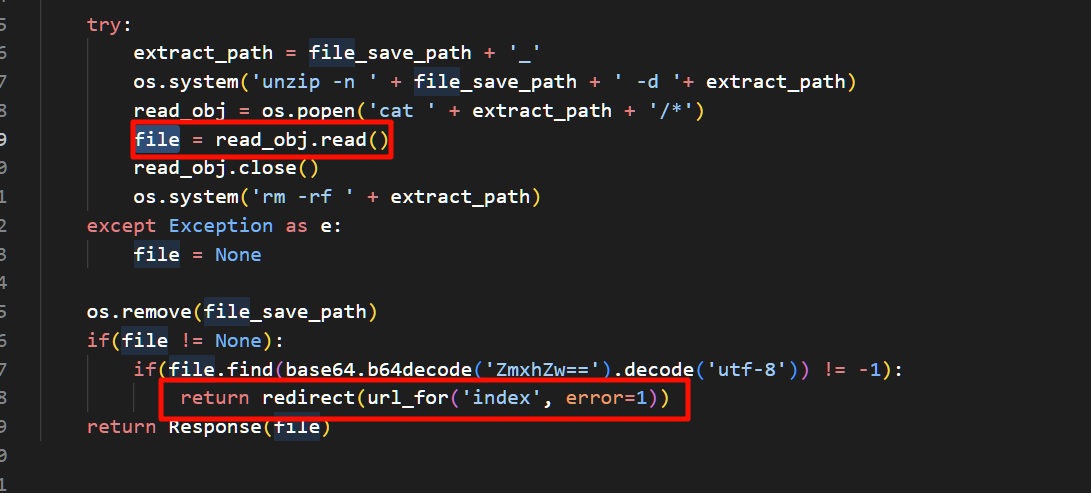 5 try:
6 extract_path = file_save_path + '_'
7 os.system('unzip -n ' + file_save_path + ' -d '+ extract_path)
8 read_obj = os.popen('cat ' + extract_path + '/*')
9 file = read_obj.read()
0 read_obj.close()
1 os.system('rm -rf ' + extract_path)
2 except Exception as e:
3 file = None
4
5 os.remove(file_save_path)
6 if(file != None):
7 if(file.find(base64.b64decode('ZmxhZw==').decode('utf-8')) != -1):
8 return redirect(url_for('index', error=1))
9 return Response(file)
0
1